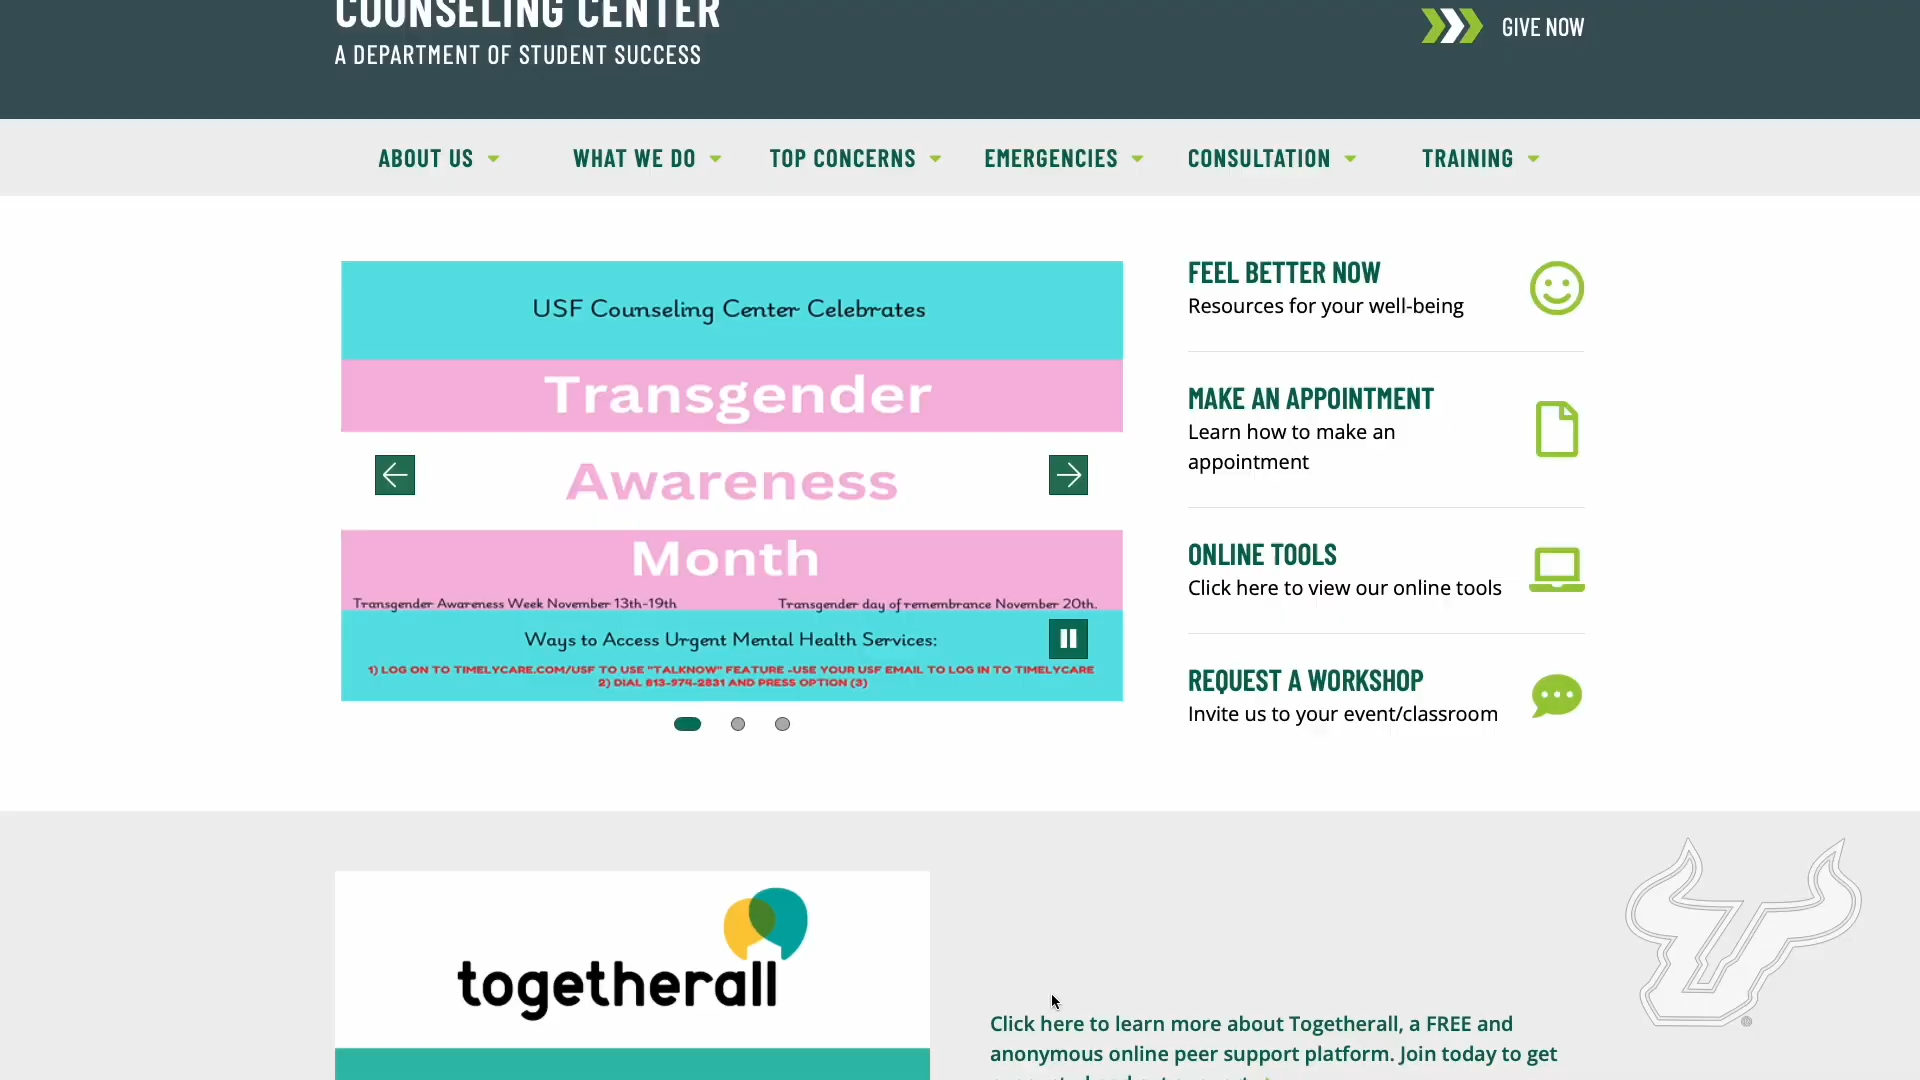 COUNSELING CENTER
A DEPARTMENT OF STUDENT SUCCESS
GIVE NOW
ABOUT US
WHAT WE DO
TOP CONCERNS
EMERGENCIES
CONSULTATION
TRAINING
USF Counseling Center Celebrates
Transgender
Awareness
Month
Transgender Awareness Week November 13th-19th
Transgender day of remembrance November 20th.
Ways to Access Urgent Mental Health Services:
1) LOG ON TO TIMELYCARE.COM/USF TO USE "TALKNOW" FEATURE -USE YOUR USF EMAIL TO LOG IN TO TIMELYCARE
2) DIAL 813-974-2831 AND PRESS OPTION (3)
FEEL BETTER NOW
Resources for your well-being
MAKE AN APPOINTMENT
Learn how to make an
appointment
ONLINE TOOLS
Click here to view our online tools
REQUEST A WORKSHOP
Invite us to your event/classroom
togetherall
Click here to learn more about Togetherall, a FREE and
anonymous online peer support platform. Join today to get